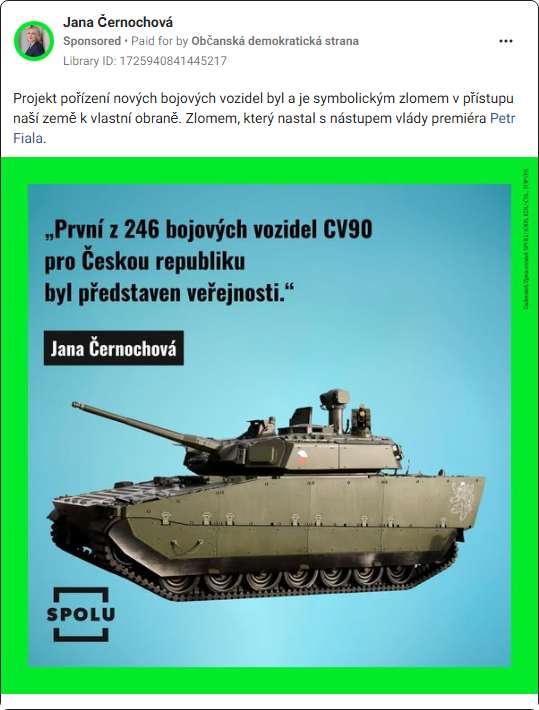 Jana Černochová
Sponsored • Paid for by Občanská demokratická strana
Library ID: 1725940841445217
Projekt pořízení nových bojových vozidel byl a je symbolickým zlomem v přístupu
naší země k vlastní obraně. Zlomem, který nastal s nástupem vlády premiéra Petr
Fiala.
„První z 246 bojových vozidel CV90
pro Českou republiku
byl představen veřejnosti.“
Jana Černochová
SPOLU